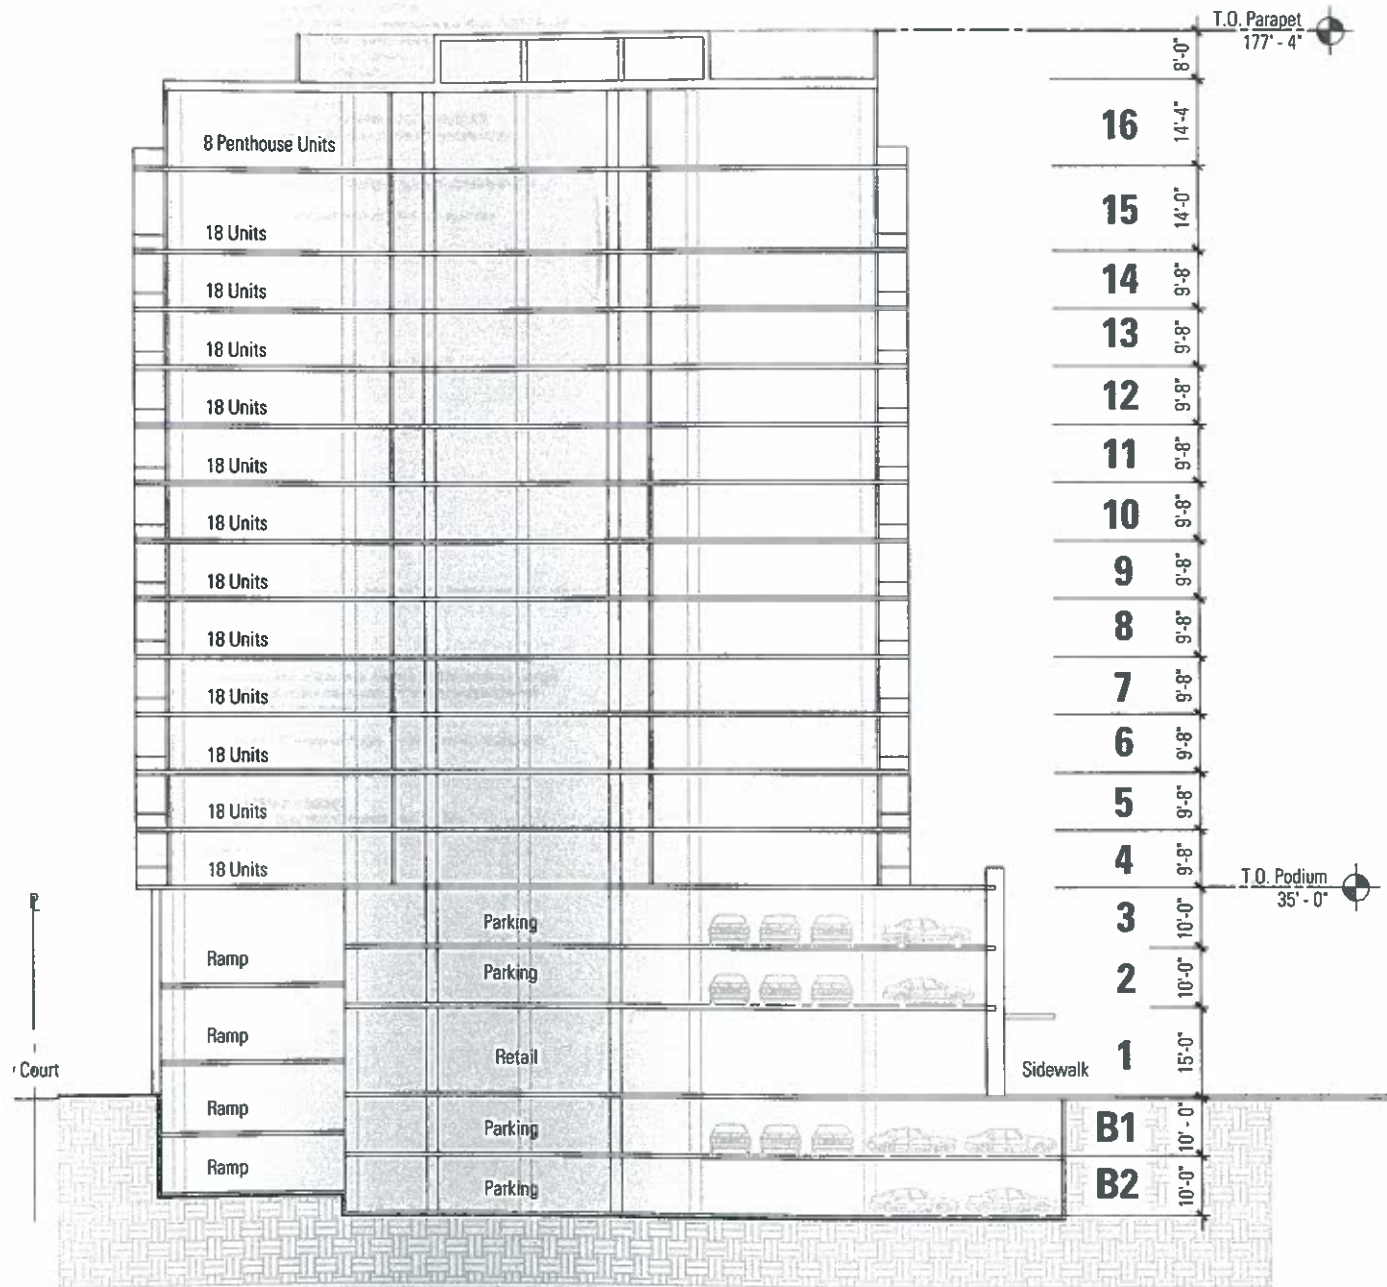 T.O. Parapet
177' - 4"
8'-0"
8 Penthouse Units
16
14'-4"
18 Units
15
14'-0"
18 Units
14
9'-8"
18 Units
13
9'-8"
18 Units
12
9'-8"
18 Units
11
9'-8"
18 Units
10
9'-8"
18 Units
9
9'-8"
18 Units
8
9'-8"
18 Units
7
9'-8"
18 Units
6
9'-8"
18 Units
5
9'-8"
18 Units
4
9'-8"
T.O. Podium
35' - 0"
Parking
3
10'-0"
Ramp
Parking
2
10'-0"
Ramp
Retail
1
15'-0"
Court
Sidewalk
Ramp
Parking
B1
10' - 0"
Ramp
Parking
B2
10'-0"